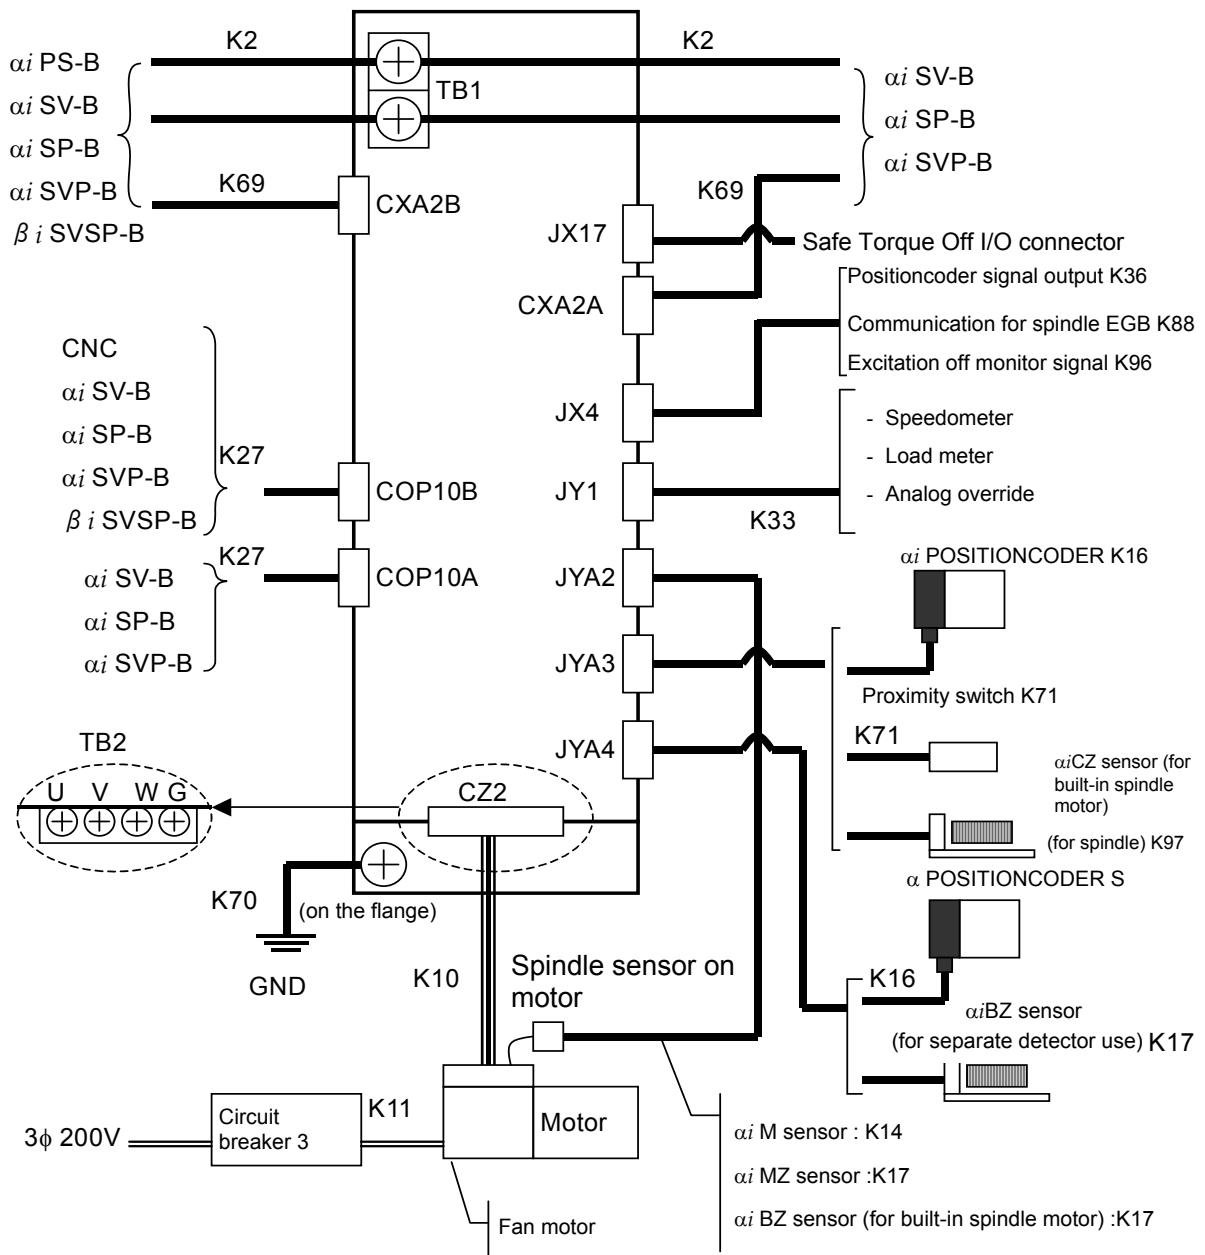 K2
K2
αi PS-B
αi SV-B
αi SP-B
αi SVP-B
β i SVSP-B
K69
TB1
CXA2B
αi SV-B
αi SP-B
αi SVP-B
K69
JX17
Safe Torque Off I/O connector
CXA2A
Positioncoder signal output K36
Communication for spindle EGB K88
Excitation off monitor signal K96
JX4
CNC
αi SV-B
αi SP-B
αi SVP-B
β i SVSP-B
K27
COP10B
JY1
K33
- Speedometer
- Load meter
- Analog override
K27
αi SV-B
αi SP-B
αi SVP-B
COP10A
JYA2
αi POSITIONCODER K16
JYA3
Proximity switch K71
K71
JYA4
αiCZ sensor (for
built-in spindle
motor)
(for spindle) K97
TB2
U V W G
CZ2
K70
(on the flange)
GND
α POSITIONCODER S
K16
αiBZ sensor
(for separate detector use) K17
K10
Spindle sensor on
motor
3ϕ 200V
Circuit
breaker 3
K11
Motor
Fan motor
αi M sensor : K14
αi MZ sensor :K17
αi BZ sensor (for built-in spindle motor) :K17